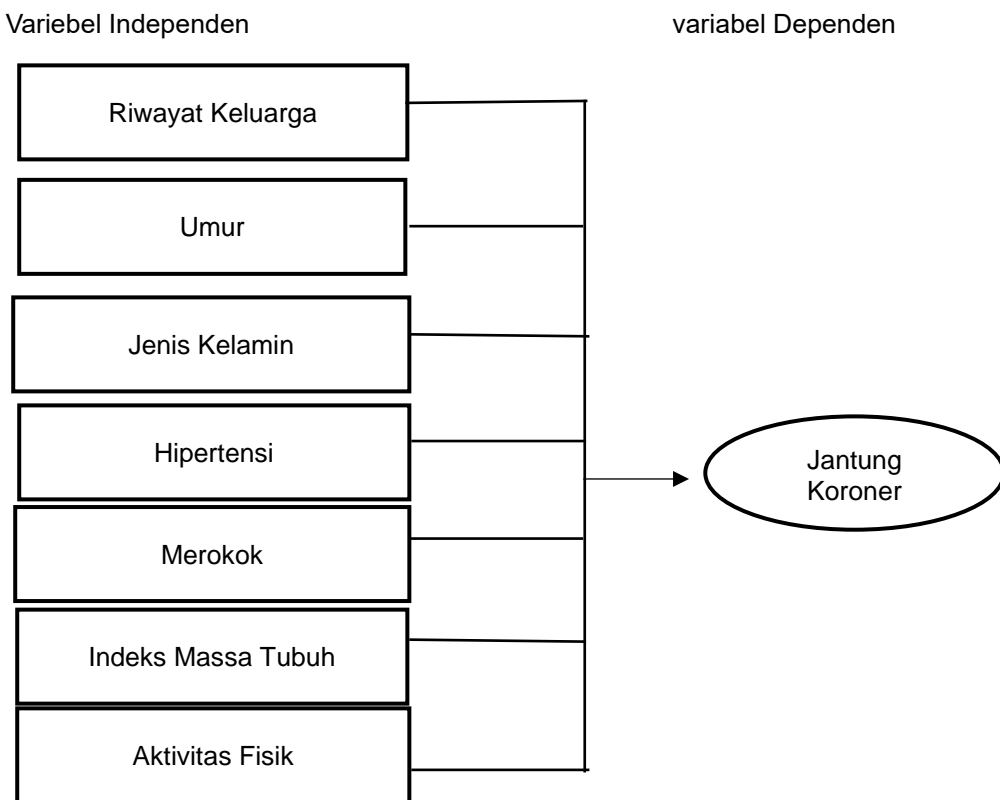 Variebel Independen
variabel Dependen
Riwayat Keluarga
Umur
Jenis Kelamin
Hipertensi
Merokok
Indeks Massa Tubuh
Aktivitas Fisik
Jantung
Koroner